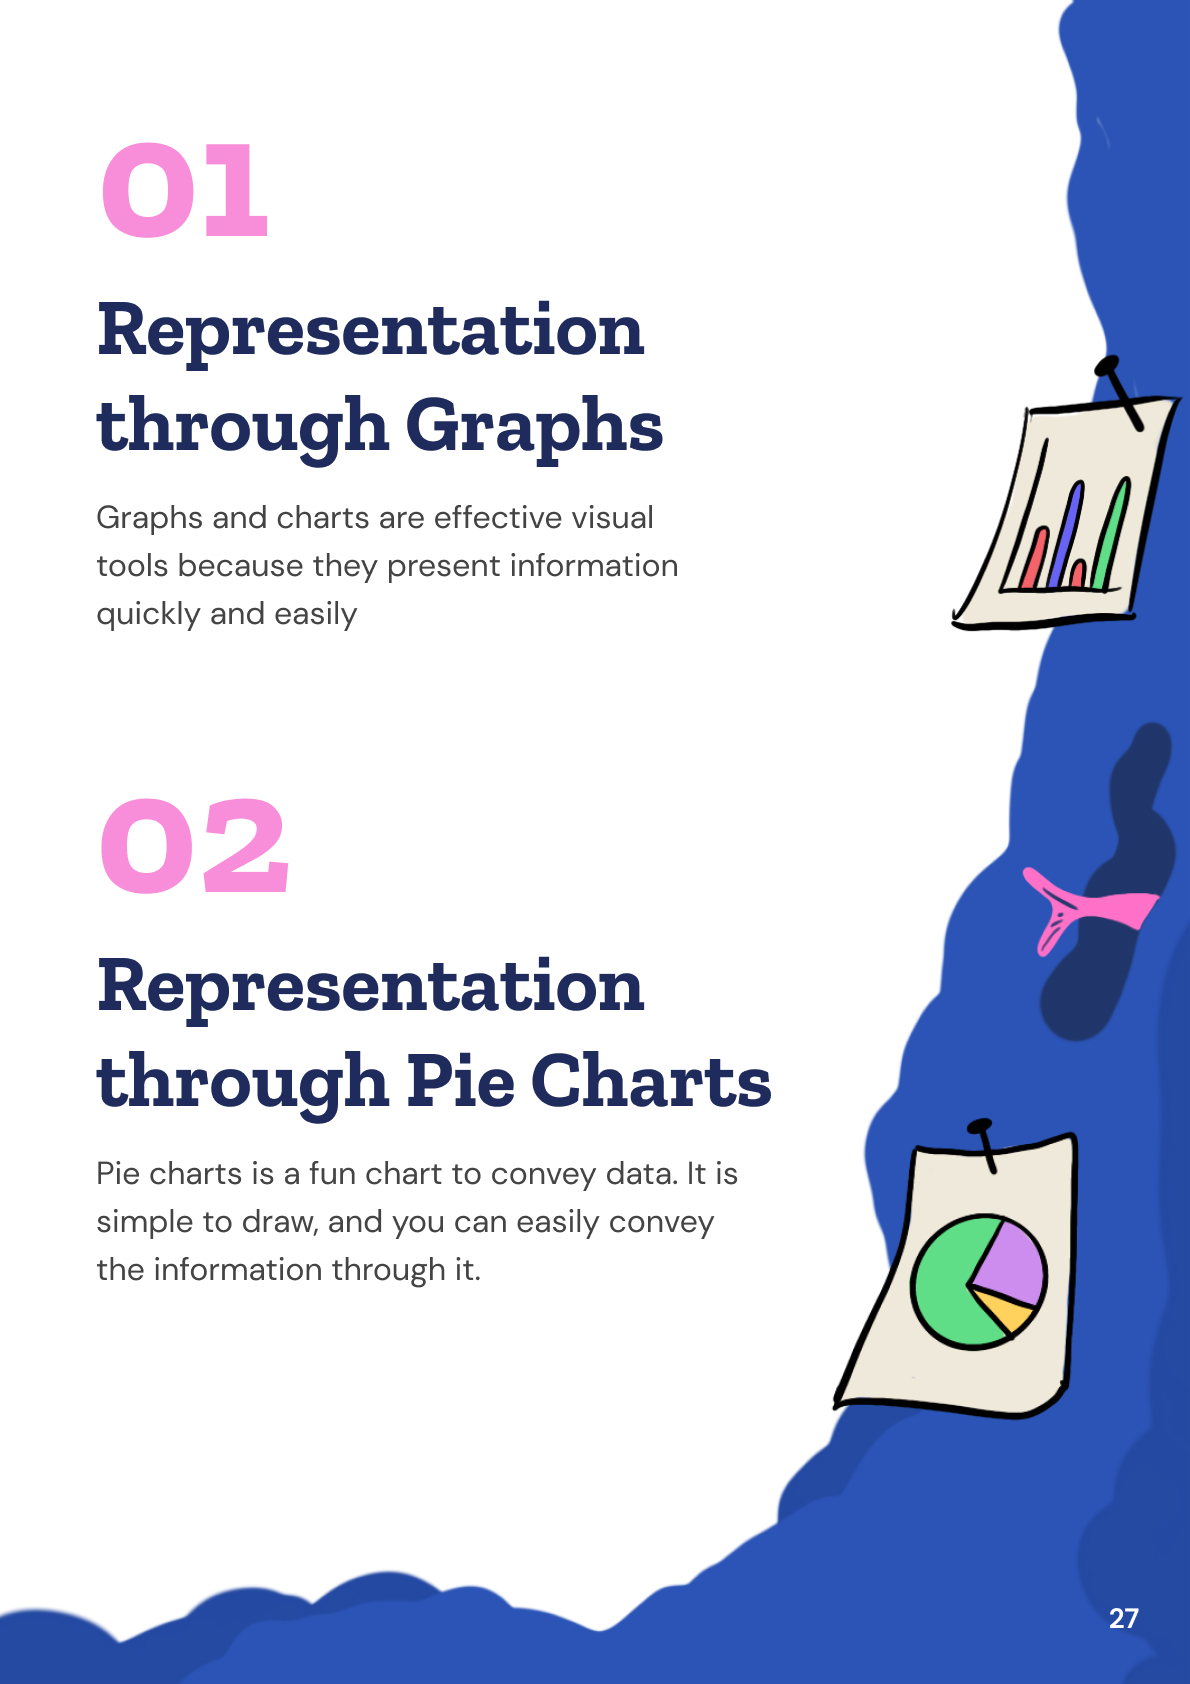 01
Representation
through Graphs
Graphs and charts are effective visual
tools because they present information
quickly and easily
02
Representation
through Pie Charts
Pie charts is a fun chart to convey data. It is
simple to draw, and you can easily convey
the information through it.
27